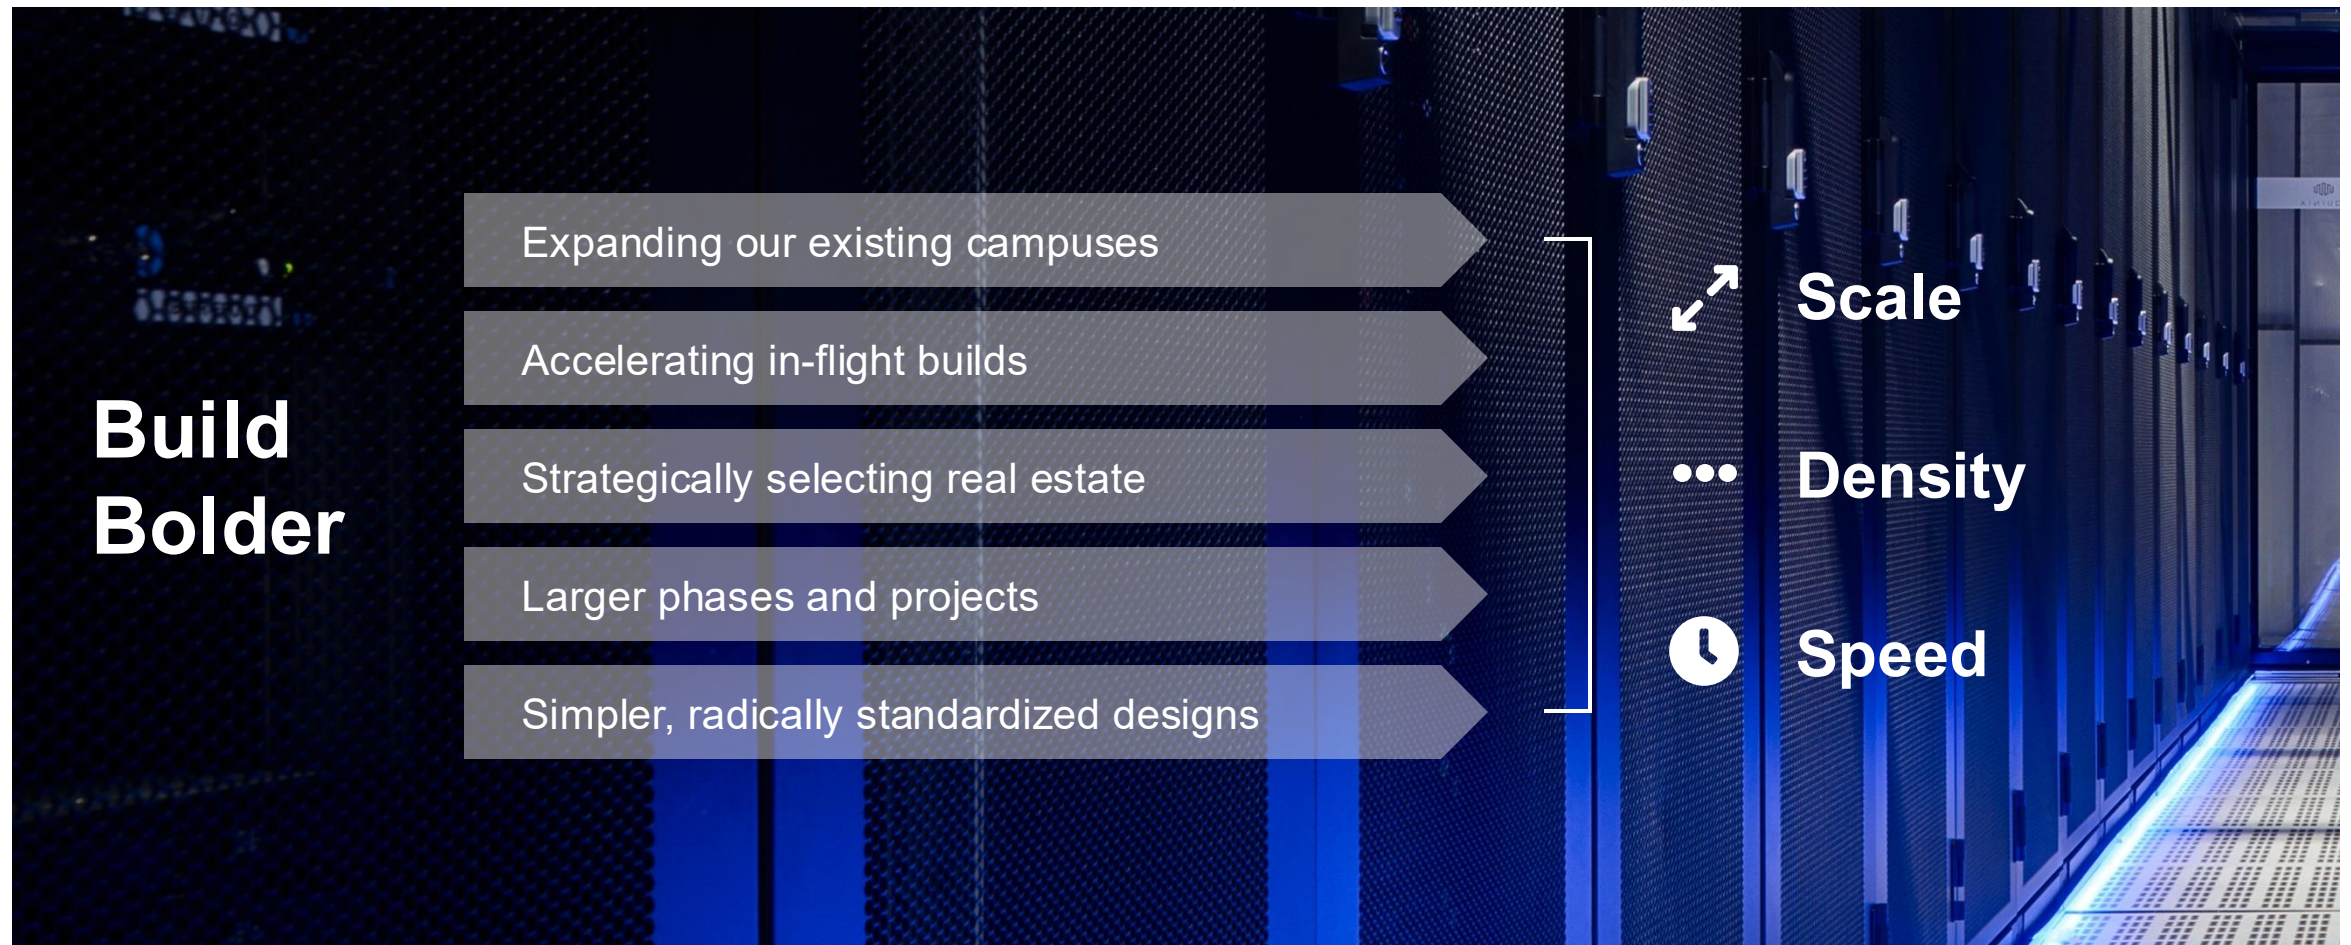 Build
Bolder
Expanding our existing campuses
Accelerating in-flight builds
Strategically selecting real estate
Larger phases and projects
Simpler, radically standardized designs
Scale
Density
Speed